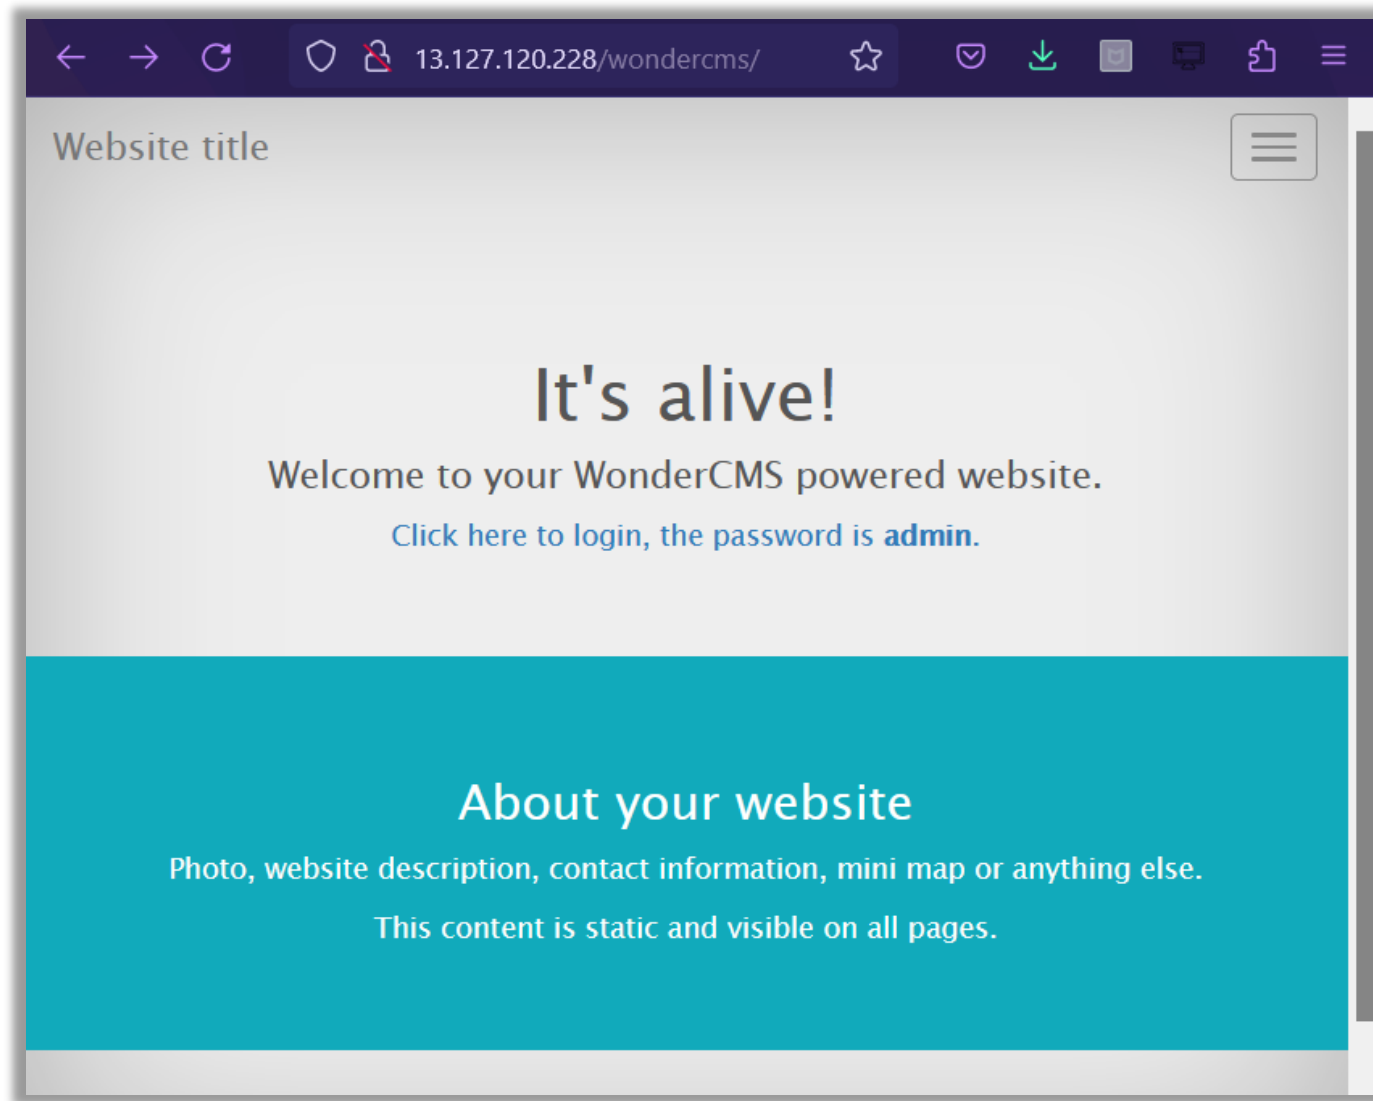 13.127.120.228/wondercms/
Website title
It's alive!
Welcome to your WonderCMS powered website.
Click here to login, the password is admin.
About your website
Photo, website description, contact information, mini map or anything else.
This content is static and visible on all pages.